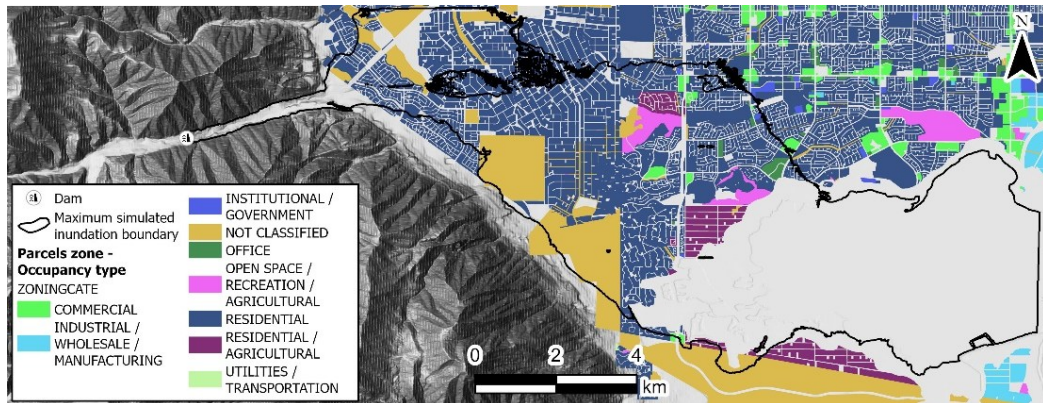 N
Dam
Maximum simulated
inundation boundary
Parcels zone -
Occupancy type
ZONINGCATE
COMMERCIAL
INDUSTRIAL /
WHOLESALE /
MANUFACTURING
INSTITUTIONAL /
GOVERNMENT
NOT CLASSIFIED
OFFICE
OPEN SPACE /
RECREATION /
AGRICULTURAL
RESIDENTIAL
RESIDENTIAL /
AGRICULTURAL
UTILITIES /
TRANSPORTATION
0 2 4
km